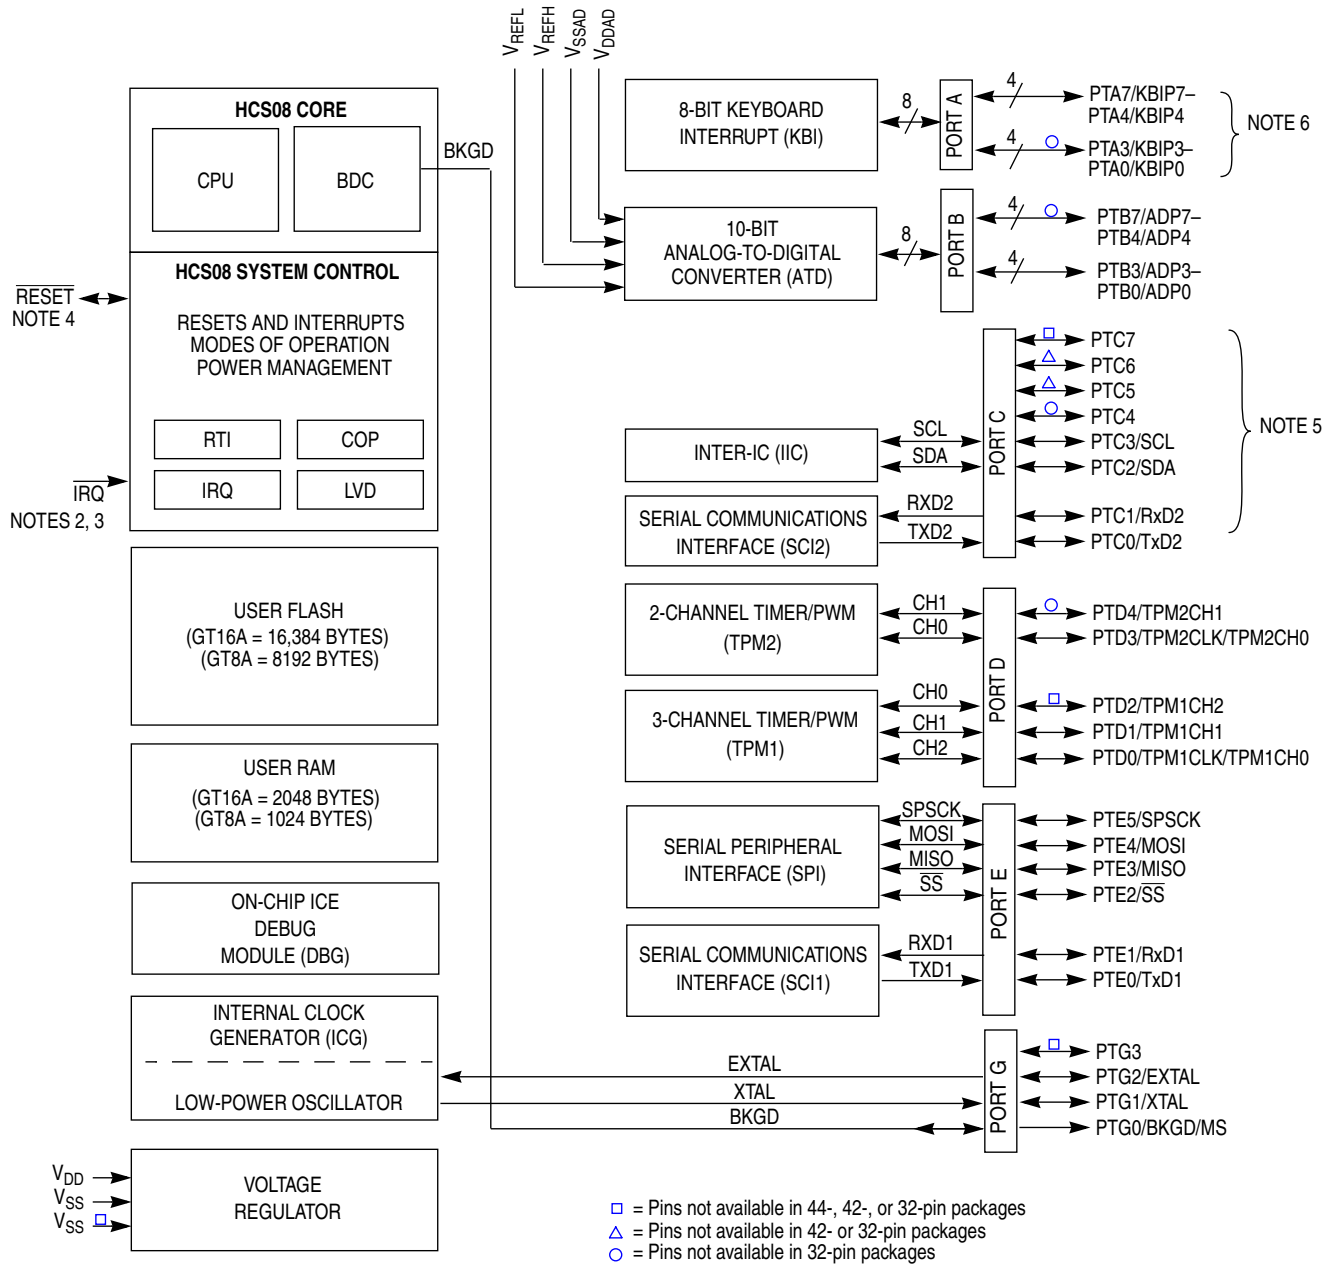 VREFL
VREFH
VSSAD
VDDAD
HCS08 CORE
CPU
BDC
BKGD
HCS08 SYSTEM CONTROL
RESET
NOTE 4
RESETS AND INTERRUPTS
MODES OF OPERATION
POWER MANAGEMENT
RTI
COP
IRQ
LVD
IRQ
NOTES 2, 3
USER FLASH
(GT16A = 16,384 BYTES)
(GT8A = 8192 BYTES)
USER RAM
(GT16A = 2048 BYTES)
(GT8A = 1024 BYTES)
ON-CHIP ICE
DEBUG
MODULE (DBG)
INTERNAL CLOCK
GENERATOR (ICG)
LOW-POWER OSCILLATOR
VDD
VSS
VSS
VOLTAGE
REGULATOR
8-BIT KEYBOARD
INTERRUPT (KBI)
8
PORT A
4
PTA7/KBIP7–
PTA4/KBIP4
4
PTA3/KBIP3–
PTA0/KBIP0
NOTE 6
10-BIT
ANALOG-TO-DIGITAL
CONVERTER (ATD)
8
PORT B
4
PTB7/ADP7–
PTB4/ADP4
4
PTB3/ADP3–
PTB0/ADP0
INTER-IC (IIC)
SCL
SDA
SERIAL COMMUNICATIONS
INTERFACE (SCI2)
RXD2
TXD2
PORT C
PTC7
PTC6
PTC5
PTC4
PTC3/SCL
PTC2/SDA
PTC1/RxD2
PTC0/TxD2
NOTE 5
2-CHANNEL TIMER/PWM
(TPM2)
CH1
CH0
3-CHANNEL TIMER/PWM
(TPM1)
CH0
CH1
CH2
PORT D
PTD4/TPM2CH1
PTD3/TPM2CLK/TPM2CH0
PTD2/TPM1CH2
PTD1/TPM1CH1
PTD0/TPM1CLK/TPM1CH0
SERIAL PERIPHERAL
INTERFACE (SPI)
SPSCK
MOSI
MISO
SS
SERIAL COMMUNICATIONS
INTERFACE (SCI1)
RXD1
TXD1
PORT E
PTE5/SPSCK
PTE4/MOSI
PTE3/MISO
PTE2/SS
PTE1/RxD1
PTE0/TxD1
EXTAL
XTAL
BKGD
PORT G
PTG3
PTG2/EXTAL
PTG1/XTAL
PTG0/BKGD/MS
= Pins not available in 44-, 42-, or 32-pin packages
= Pins not available in 42- or 32-pin packages
= Pins not available in 32-pin packages